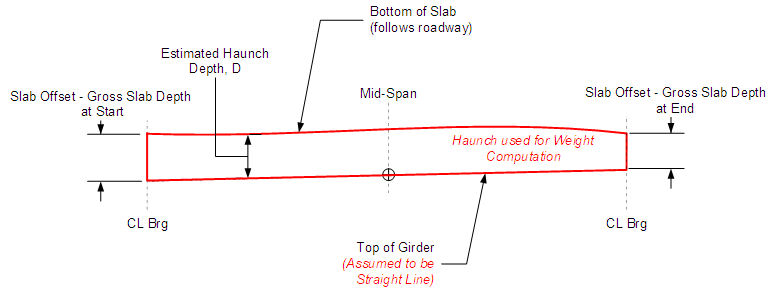 Bottom of Slab
(follows roadway)
Estimated Haunch
Depth, D
Slab Offset - Gross Slab Depth
at Start
Mid-Span
Slab Offset - Gross Slab Depth
at End
Haunch used for Weight
Computation
CL Brg
CL Brg
Top of Girder
(Assumed to be
Straight Line)